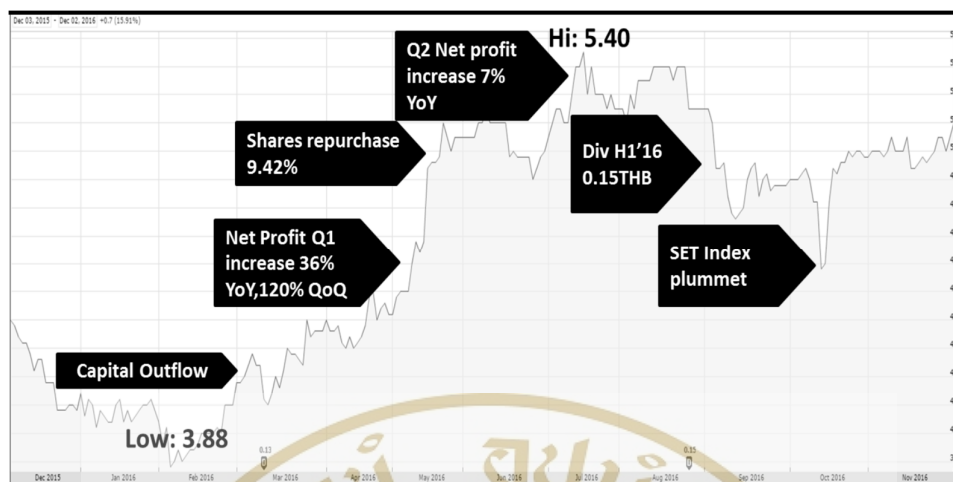 Dec 03, 2015 - Dec 02, 2016 +0.7 (15.91%)
Hi: 5.40
Q2 Net profit
increase 7%
YoY
Shares repurchase
9.42%
Div H1'16
0.15THB
Net Profit Q1
increase 36%
YoY,120% QoQ
SET Index
plummet
Capital Outflow
Low: 3.88
0.13
0.15
Dec 2015 Jan 2016 Feb 2016 Mar 2016 Apr 2016 May 2016 Jun 2016 Jul 2016 Aug 2016 Sep 2016 Oct 2016 Nov 2016